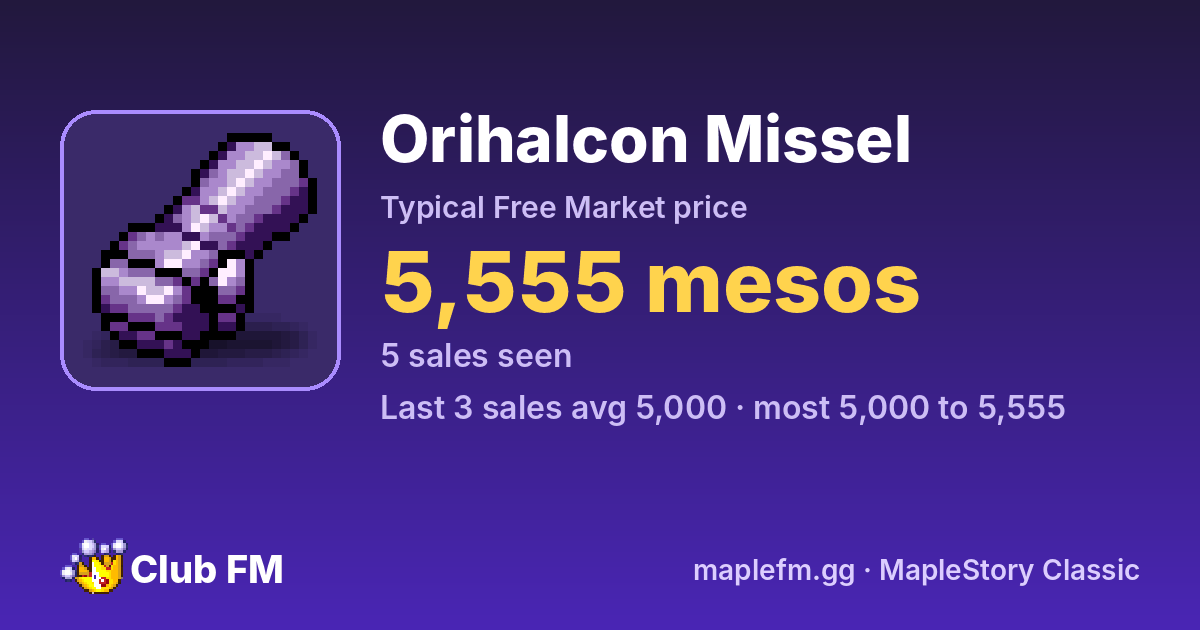 Orihalcon Missel
Typical Free Market price
5,555 mesos
5 sales seen
Last 3 sales avg 5,000 · most 5,000 to 5,555
Club FM
maplefm.gg · MapleStory Classic